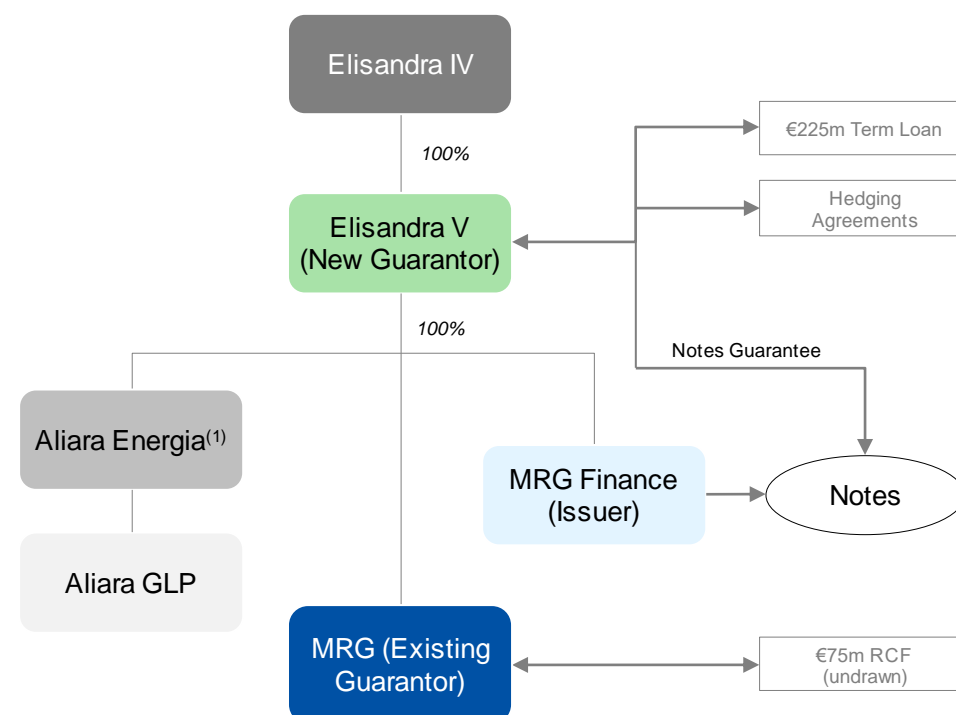 Elisandra IV
€225m Term Loan
100%
Hedging
Agreements
Elisandra V
(New Guarantor)
100%
Notes Guarantee
Aliara Energia(1)
MRG Finance
(Issuer)
Notes
Aliara GLP
MRG (Existing
Guarantor)
€75m RCF
(undrawn)